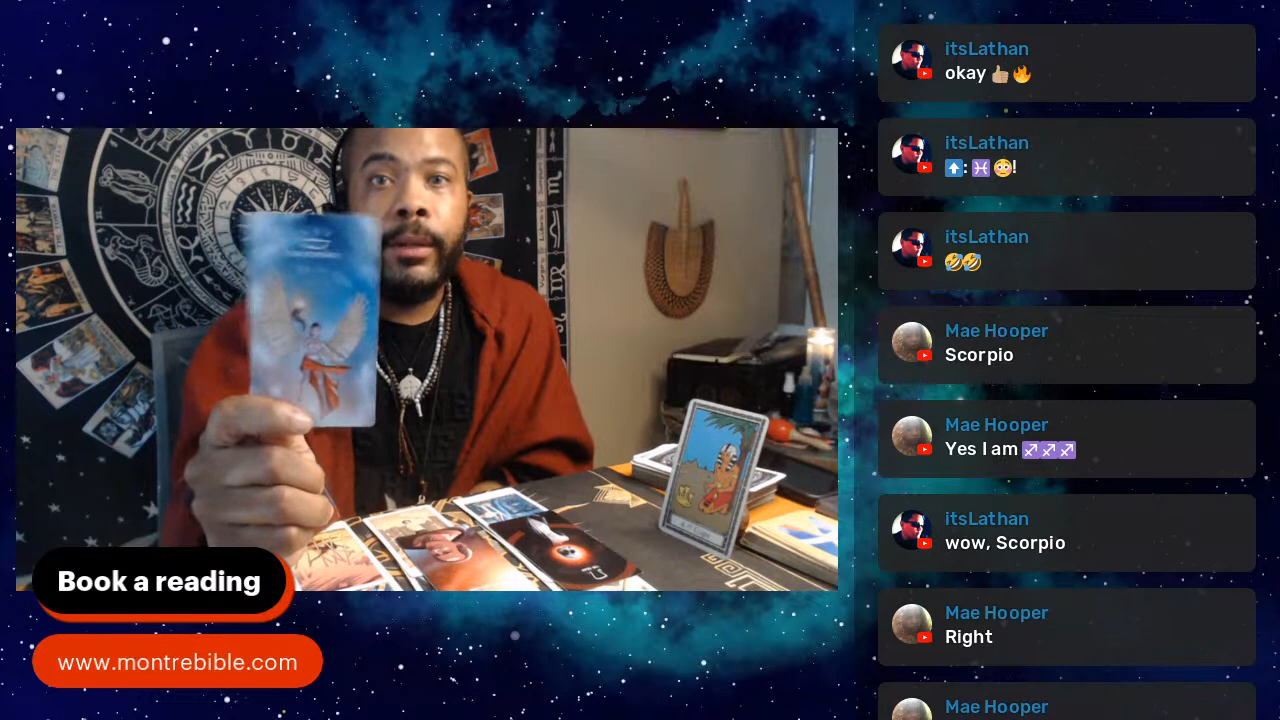 itsLathan
okay 👍🏼🔥
itsLathan
⬆️: ♓ 😳!
itsLathan
🤣🤣
Mae Hooper
Scorpio
Mae Hooper
Yes I am ♐♐♐
itsLathan
wow, Scorpio
Mae Hooper
Right
Mae Hooper
Book a reading
www.montrebible.com